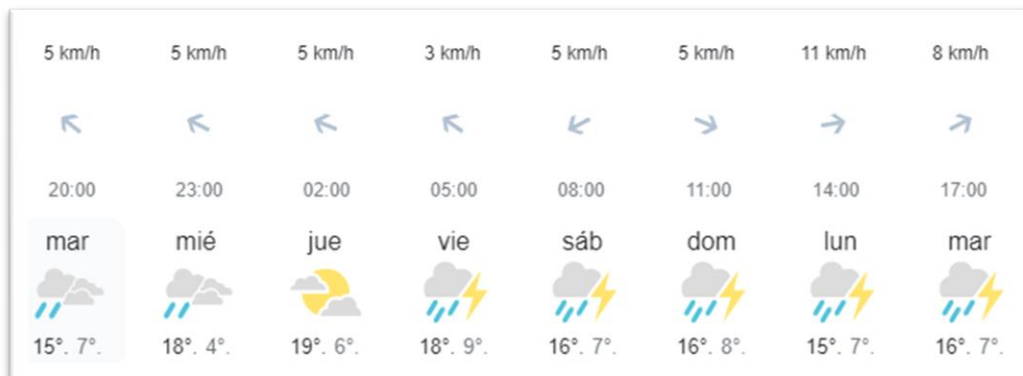 5 km/h 5 km/h 5 km/h 3 km/h 5 km/h 5 km/h 11 km/h 8 km/h
20:00 23:00 02:00 05:00 08:00 11:00 14:00 17:00
mar mié jue vie sáb dom lun mar
15°. 7°. 18°. 4°. 19°. 6°. 18°. 9°. 16°. 7°. 16°. 8°. 15°. 7°. 16°. 7°.